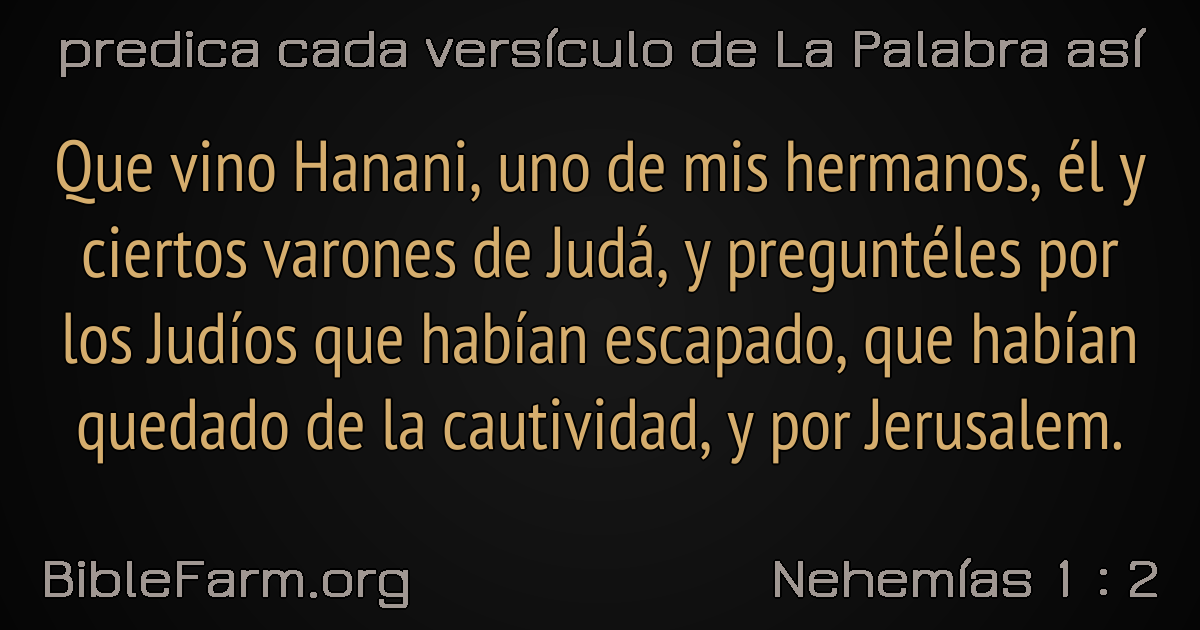 predica cada versículo de La Palabra así
Que vino Hanani, uno de mis hermanos, él y
ciertos varones de Judá, y preguntéles por
los Judíos que habían escapado, que habían
quedado de la cautividad, y por Jerusalem.
BibleFarm.org
Nehemías 1 : 2